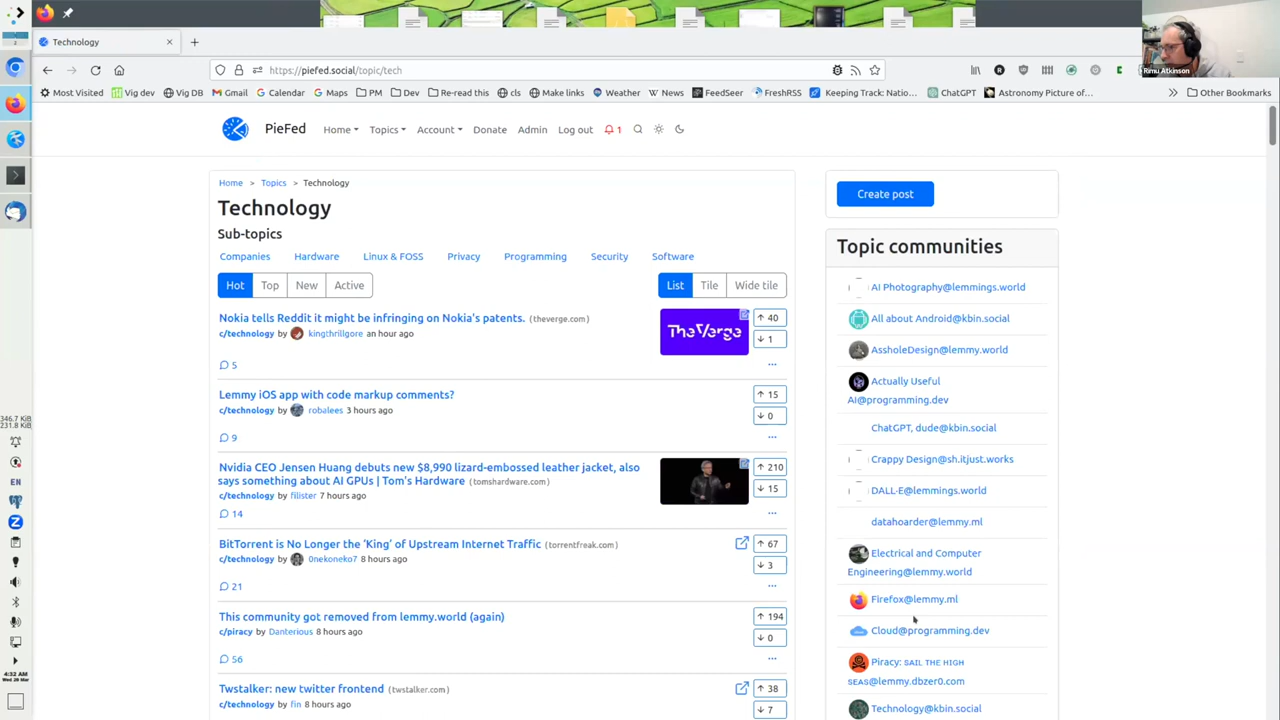 Technology
https://piefed.social/topic/tech
Most Visited
Vig dev
Vig DB
Gmail
Calendar
Maps
PM
Dev
Re-read this
cls
Make links
Weather
News
FeedSeer
FreshRSS
Keeping Track: Natio...
ChatGPT
Astronomy Picture of...
Other Bookmarks
Rimu Atkinson
PieFed
Home
Topics
Account
Donate
Admin
Log out
1
Home > Topics > Technology
Technology
Sub-topics
Companies
Hardware
Linux & FOSS
Privacy
Programming
Security
Software
Hot
Top
New
Active
List
Tile
Wide tile
Nokia tells Reddit it might be infringing on Nokia's patents. (theverge.com)
c/technology by kingthrillgore an hour ago
5
TheVerge
40
1
Lemmy iOS app with code markup comments?
c/technology by robalees 3 hours ago
9
15
0
Nvidia CEO Jensen Huang debuts new $8,990 lizard-embossed leather jacket, also
says something about AI GPUs | Tom's Hardware (tomshardware.com)
c/technology by filister 7 hours ago
14
210
15
BitTorrent is No Longer the 'King' of Upstream Internet Traffic (torrentfreak.com)
c/technology by 0nekoneko7 8 hours ago
21
67
3
This community got removed from lemmy.world (again)
c/piracy by Danterious 8 hours ago
56
194
0
Twstalker: new twitter frontend (twstalker.com)
c/technology by fin 8 hours ago
38
7
Create post
Topic communities
AI Photography@lemmings.world
All about Android@kbin.social
AssholeDesign@lemmy.world
Actually Useful
AI@programming.dev
ChatGPT, dude@kbin.social
Crappy Design@sh.itjust.works
DALL·E@lemmings.world
datahoarder@lemmy.ml
Electrical and Computer
Engineering@lemmy.world
Firefox@lemmy.ml
Cloud@programming.dev
Piracy: ꜱᴀɪʟ ᴛʜᴇ ʜɪɢʜ
ꜱᴇᴀꜱ@lemmy.dbzer0.com
Technology@kbin.social
2
346.7 KiB
231.8 KiB
EN
4:32 AM